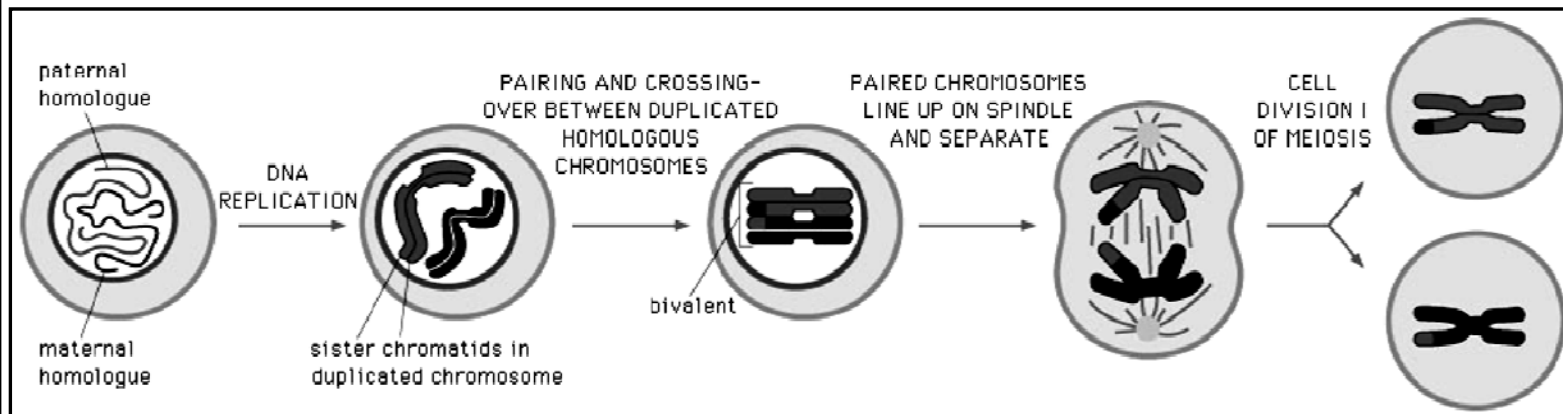 paternal
homologue
DNA
REPLICATION
maternal
homologue
sister chromatids in
duplicated chromosome
PAIRING AND CROSSING-
OVER BETWEEN DUPLICATED
HOMOLOGOUS
CHROMOSOMES
bivalent
PAIRED CHROMOSOMES
LINE UP ON SPINDLE
AND SEPARATE
CELL
DIVISION I
OF MEIOSIS